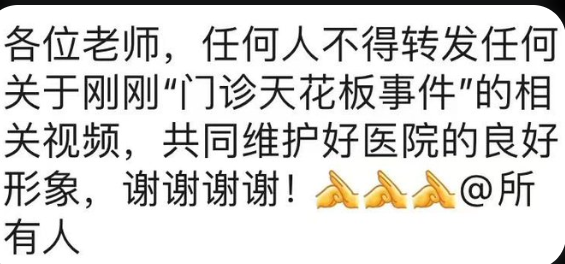 各位老师，任何人不得转发任何
关于刚刚“门诊天花板事件”的相
关视频，共同维护好医院的良好
形象，谢谢谢谢！🙏🙏🙏@所
有人